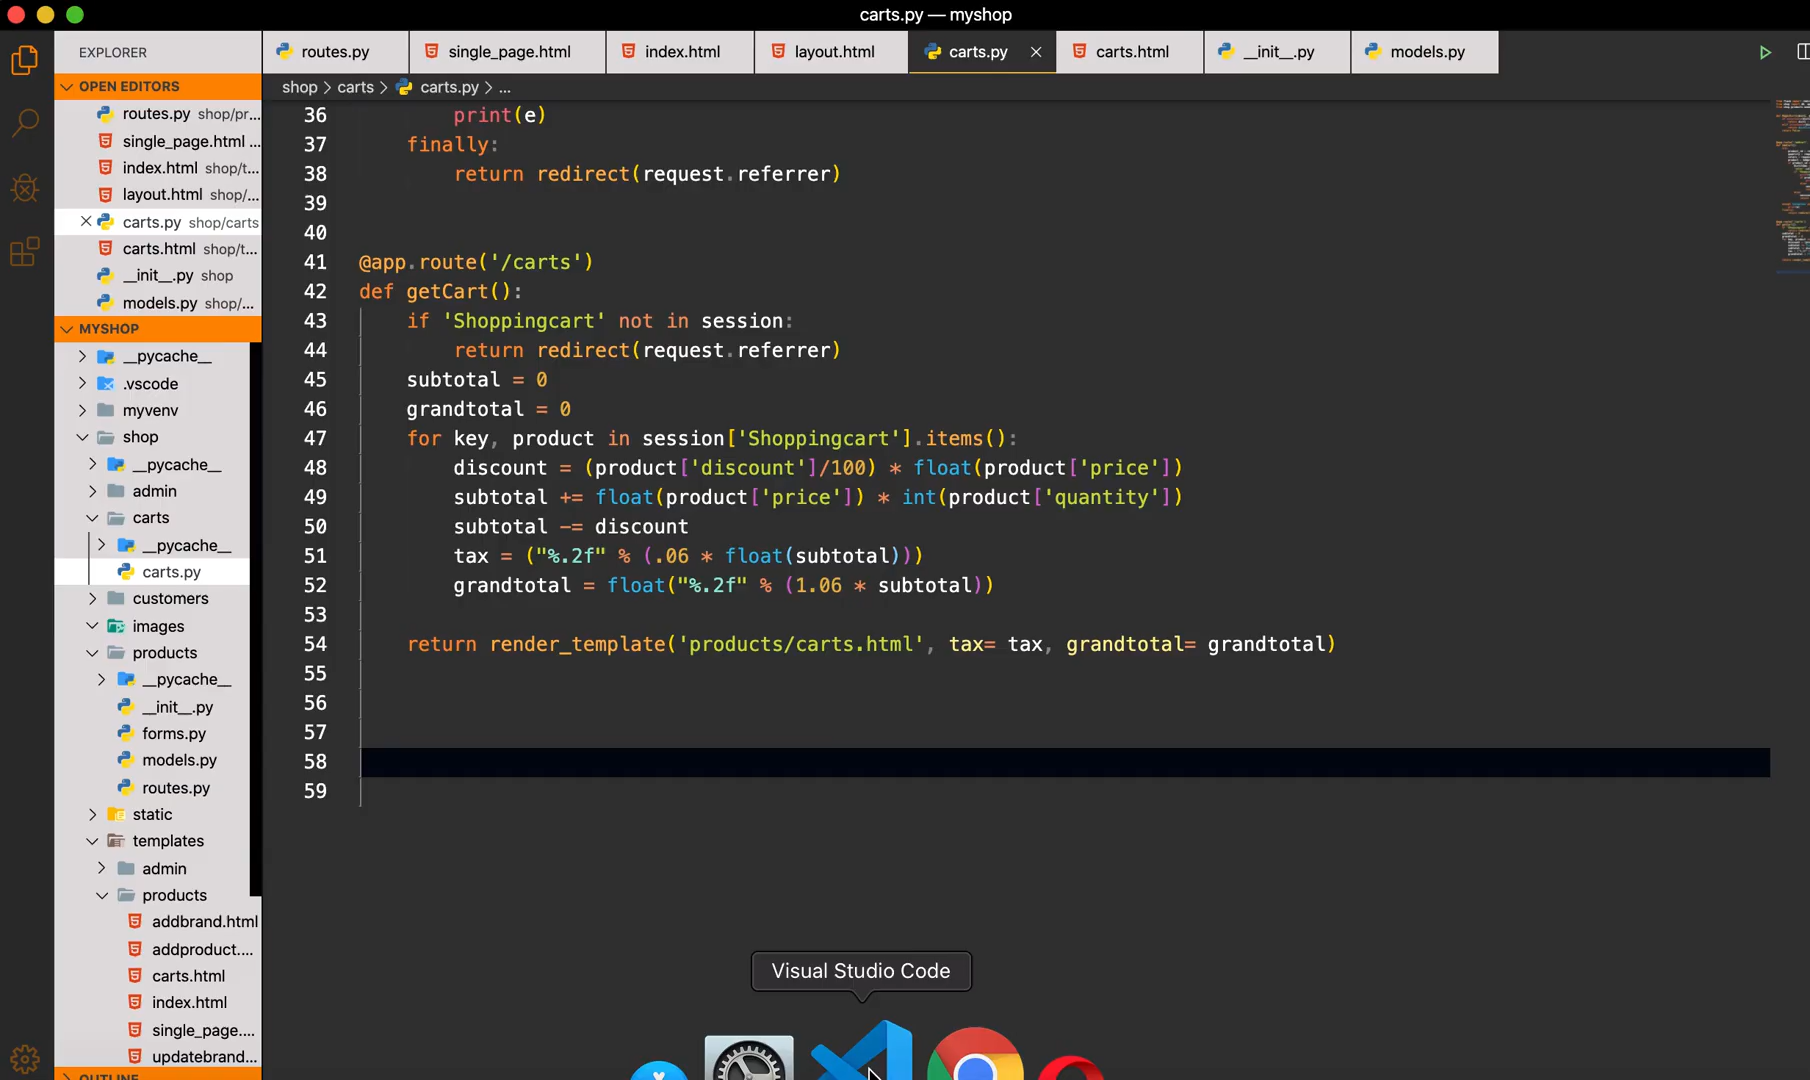 carts.py — myshop
EXPLORER
routes.py
single_page.html
index.html
layout.html
carts.py
carts.html
__init__.py
models.py
OPEN EDITORS
routes.py shop/pr...
single_page.html ...
index.html shop/t...
layout.html shop/...
carts.py shop/carts
carts.html shop/t...
__init__.py shop
models.py shop/...
MYSHOP
__pycache__
.vscode
myvenv
shop
__pycache__
admin
carts
__pycache__
carts.py
customers
images
products
__pycache__
__init__.py
forms.py
models.py
routes.py
static
templates
admin
products
addbrand.html
addproduct....
carts.html
index.html
single_page....
updatebrand...
OUTLINE
shop > carts > carts.py > ...
36 print(e)
37 finally:
38 return redirect(request.referrer)
39
40
41 @app.route('/carts')
42 def getCart():
43 if 'Shoppingcart' not in session:
44 return redirect(request.referrer)
45 subtotal = 0
46 grandtotal = 0
47 for key, product in session['Shoppingcart'].items():
48 discount = (product['discount']/100) * float(product['price'])
49 subtotal += float(product['price']) * int(product['quantity'])
50 subtotal -= discount
51 tax = ("%.2f" % (.06 * float(subtotal)))
52 grandtotal = float("%.2f" % (1.06 * subtotal))
53
54 return render_template('products/carts.html', tax= tax, grandtotal= grandtotal)
55
56
57
58
59
Visual Studio Code